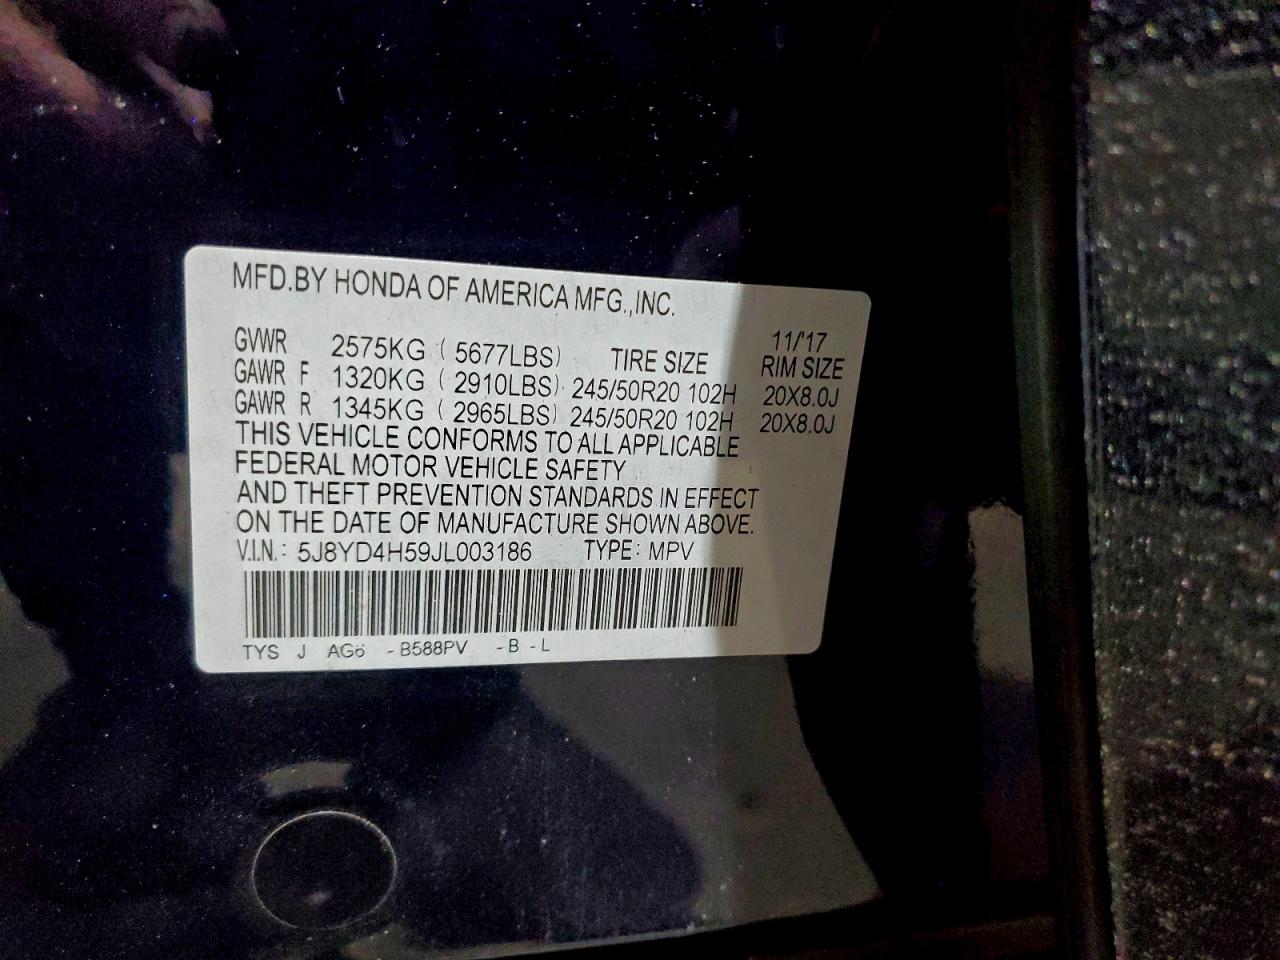 MFD.BY HONDA OF AMERICA MFG.,INC.
11/'17
GVWR 2575KG ( 5677LBS) TIRE SIZE RIM SIZE
GAWR F 1320KG ( 2910LBS) 245/50R20 102H 20X8.0J
GAWR R 1345KG ( 2965LBS) 245/50R20 102H 20X8.0J
THIS VEHICLE CONFORMS TO ALL APPLICABLE
FEDERAL MOTOR VEHICLE SAFETY
AND THEFT PREVENTION STANDARDS IN EFFECT
ON THE DATE OF MANUFACTURE SHOWN ABOVE.
V.I.N.: 5J8YD4H59JL003186 TYPE: MPV
TYS J AG6 -B588PV -B -L